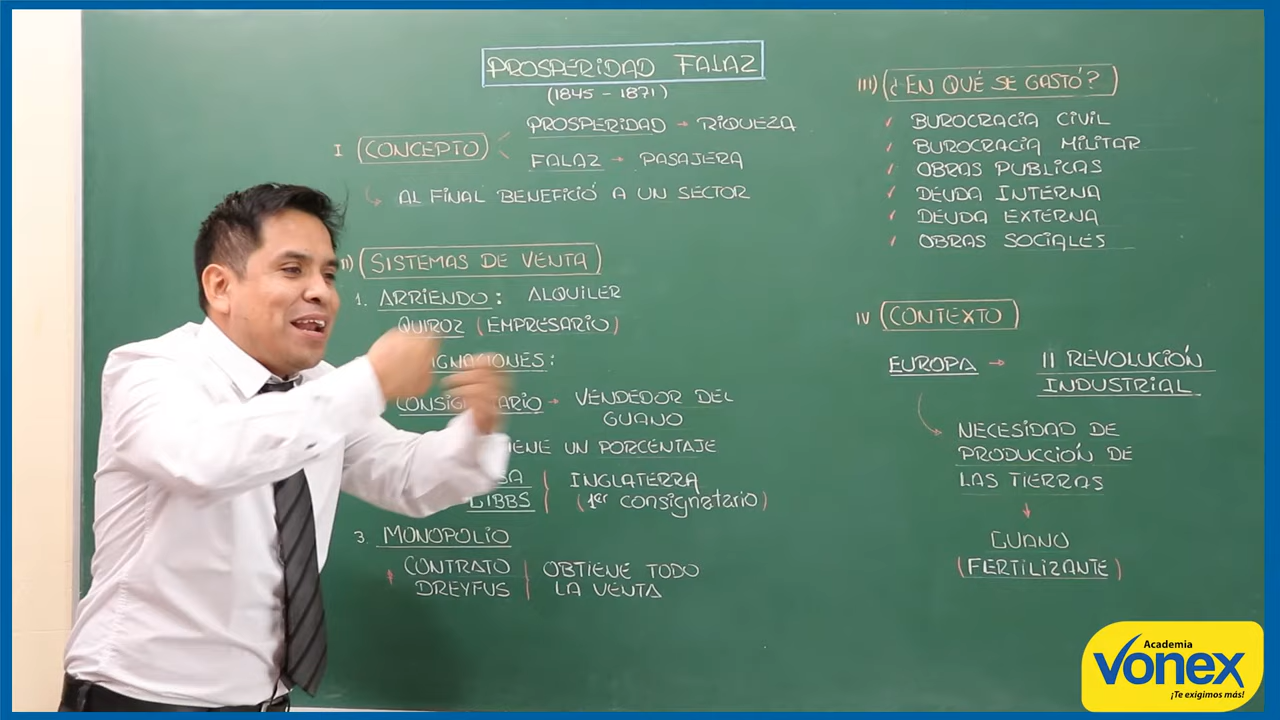 PROSPERIDAD FALAZ
(1845 - 1871)
I (CONCEPTO)
PROSPERIDAD → RIQUEZA
FALAZ → PASAJERA
AL FINAL BENEFICIÓ A UN SECTOR
(SISTEMAS DE VENTA)
1. ARRIENDO: ALQUILER
QUIROZ (EMPRESARIO)
CONSIGNATARIO → VENDEDOR DEL
GUANO
UN PORCENTAJE
GIBBS
INGLATERRA
(1er consignatario)
3. MONOPOLIO
CONTRATO
DREYFUS
OBTIENE TODO
LA VENTA
III) (¿EN QUÉ SE GASTÓ?)
BUROCRACIA CIVIL
BUROCRACIA MILITAR
OBRAS PUBLICAS
DEUDA INTERNA
DEUDA EXTERNA
OBRAS SOCIALES
IV (CONTEXTO)
EUROPA → II REVOLUCIÓN
INDUSTRIAL
NECESIDAD DE
PRODUCCIÓN DE
LAS TIERRAS
GUANO
(FERTILIZANTE)
Academia
Vonex
¡Te exigimos más!